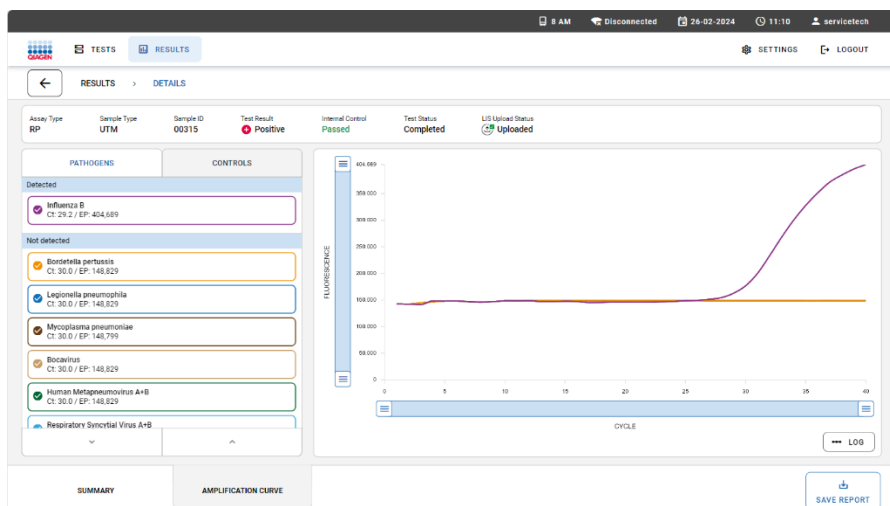 8 AM Disconnected 26-02-2024 11:10 servicetech
QIAGEN TESTS RESULTS SETTINGS LOGOUT
RESULTS > DETAILS
Assay Type Sample Type Sample ID Test Result Internal Control Test Status LIS Upload Status
RP UTM 00315 Positive Passed Completed Uploaded
PATHOGENS CONTROLS
Detected
Influenza B
Ct: 29.2 / EP: 404,689
Not detected
Bordetella pertussis
Ct: 30.0 / EP: 148,829
Legionella pneumophila
Ct: 30.0 / EP: 148,829
Mycoplasma pneumoniae
Ct: 30.0 / EP: 148,799
Bocavirus
Ct: 30.0 / EP: 148,829
Human Metapneumovirus A+B
Ct: 30.0 / EP: 148,829
Respiratory Syncytial Virus A+B
FLUORESCENCE
404.689
350.000
300.000
250.000
200.000
150.000
100.000
50.000
0
0 5 10 15 20 25 30 35 40
CYCLE
LOG
SUMMARY AMPLIFICATION CURVE SAVE REPORT